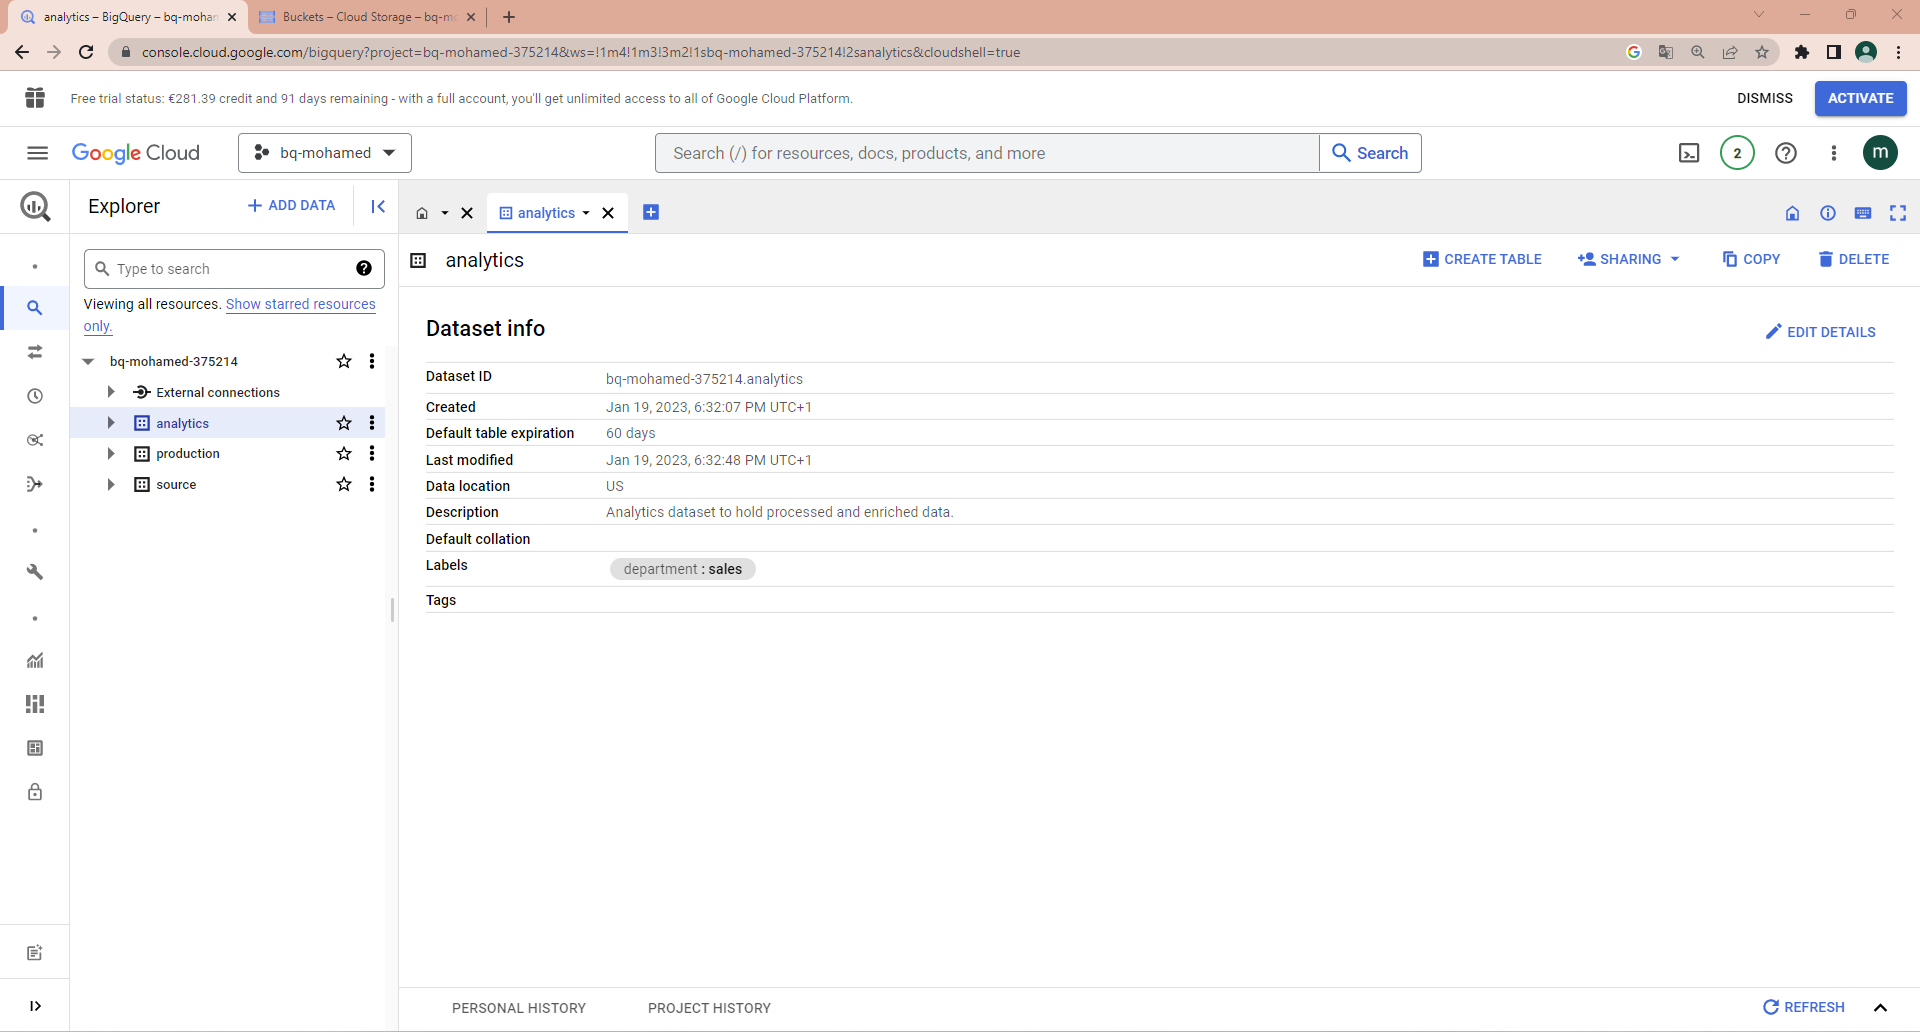 analytics – BigQuery – bq-mohan
Buckets – Cloud Storage – bq-mo
console.cloud.google.com/bigquery?project=bq-mohamed-375214&ws=!1m4!1m3!3m2!1sbq-mohamed-375214!2sanalytics&cloudshell=true
Free trial status: €281.39 credit and 91 days remaining - with a full account, you'll get unlimited access to all of Google Cloud Platform.
DISMISS
ACTIVATE
Google Cloud
bq-mohamed
Search (/) for resources, docs, products, and more
Search
2
m
Explorer
+ ADD DATA
analytics
Type to search
Viewing all resources. Show starred resources
only.
bq-mohamed-375214
External connections
analytics
production
source
analytics
CREATE TABLE
SHARING
COPY
DELETE
Dataset info
EDIT DETAILS
Dataset ID bq-mohamed-375214.analytics
Created Jan 19, 2023, 6:32:07 PM UTC+1
Default table expiration 60 days
Last modified Jan 19, 2023, 6:32:48 PM UTC+1
Data location US
Description Analytics dataset to hold processed and enriched data.
Default collation
Labels department : sales
Tags
PERSONAL HISTORY
PROJECT HISTORY
REFRESH